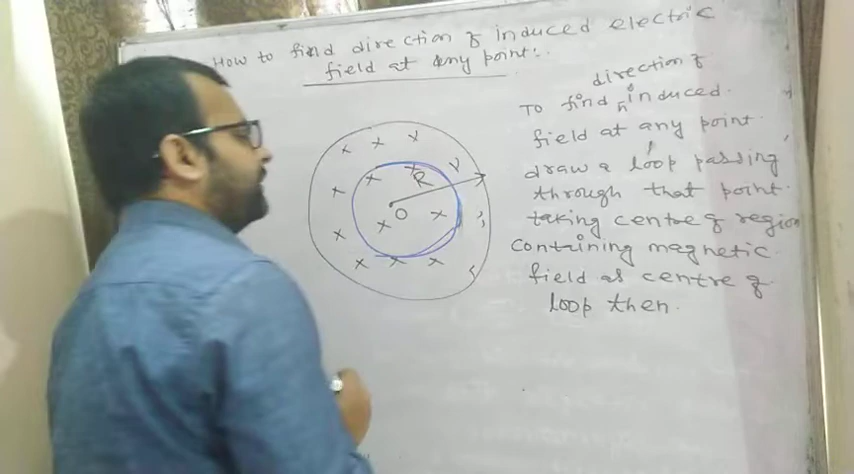 How to find direction of induced electric
field at any point:.
direction of
To find induced.
field at any point.
draw a loop passing
through that point.
taking centre of region
containing magnetic
field as centre of
loop then.
R
O